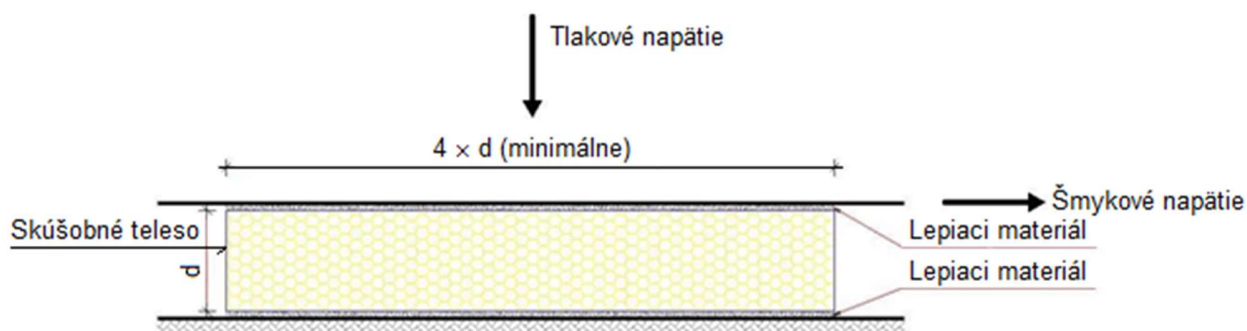 Tlakové napätie
4 × d (minimálne)
Šmykové napätie
Skúšobné teleso
d
Lepiaci materiál
Lepiaci materiál